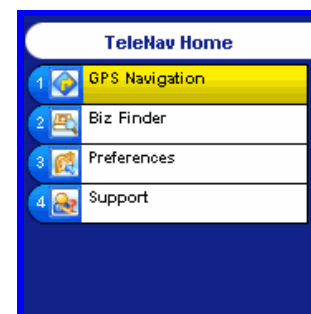 TeleNav Home
1 GPS Navigation
2 Biz Finder
3 Preferences
4 Support